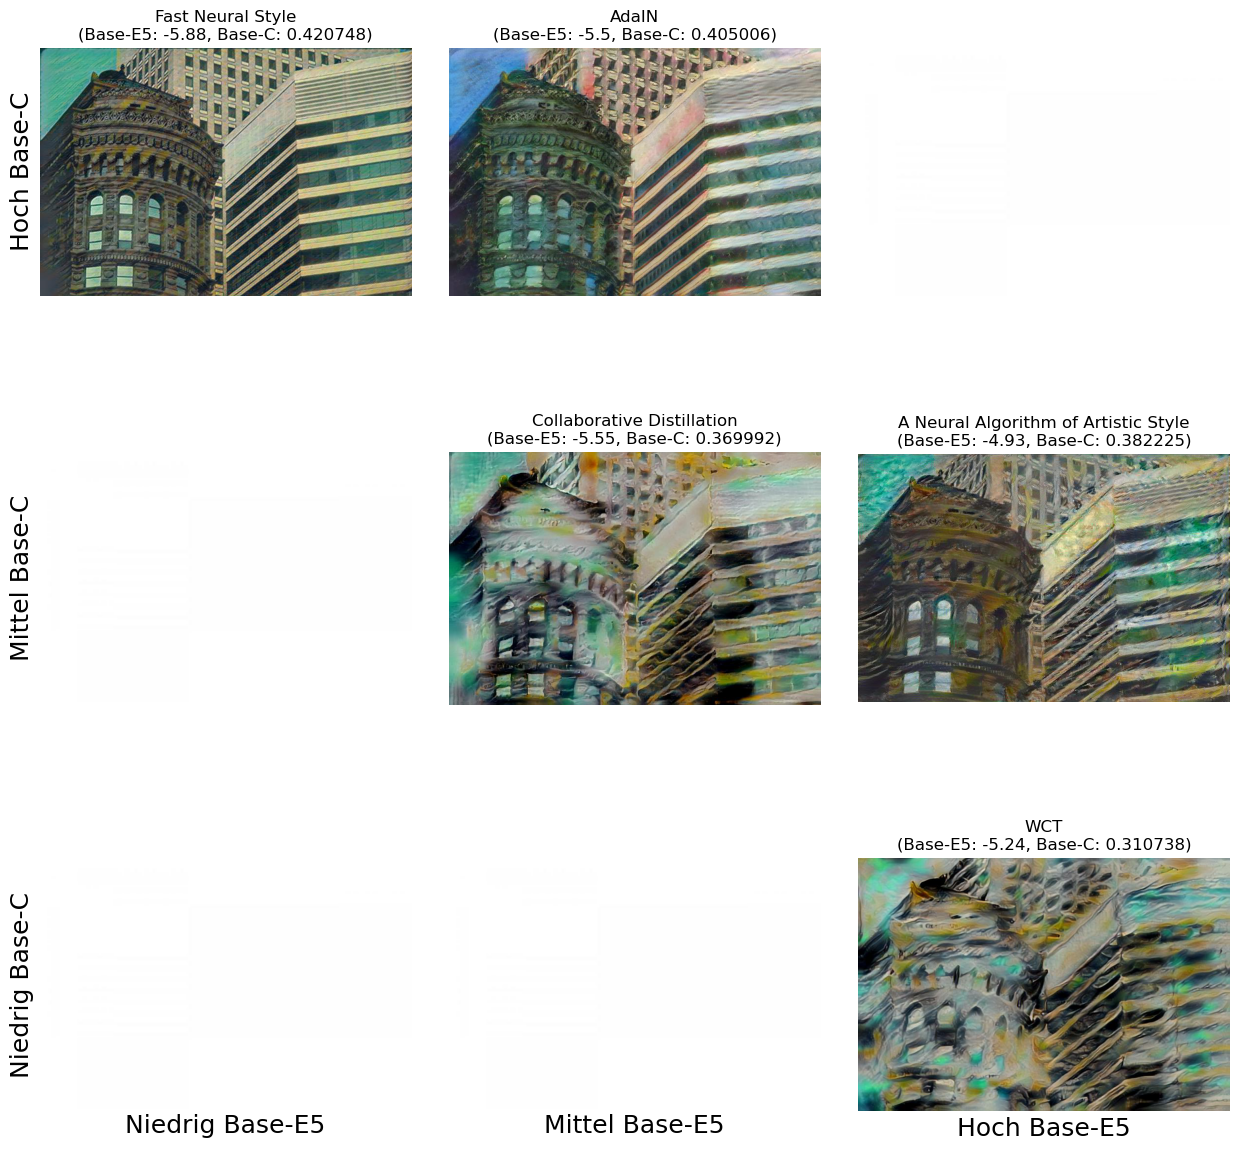 Fast Neural Style
(Base-E5: -5.88, Base-C: 0.420748)
AdaIN
(Base-E5: -5.5, Base-C: 0.405006)
Hoch Base-C
Collaborative Distillation
(Base-E5: -5.55, Base-C: 0.369992)
A Neural Algorithm of Artistic Style
(Base-E5: -4.93, Base-C: 0.382225)
Mittel Base-C
WCT
(Base-E5: -5.24, Base-C: 0.310738)
Niedrig Base-C
Niedrig Base-E5
Mittel Base-E5
Hoch Base-E5